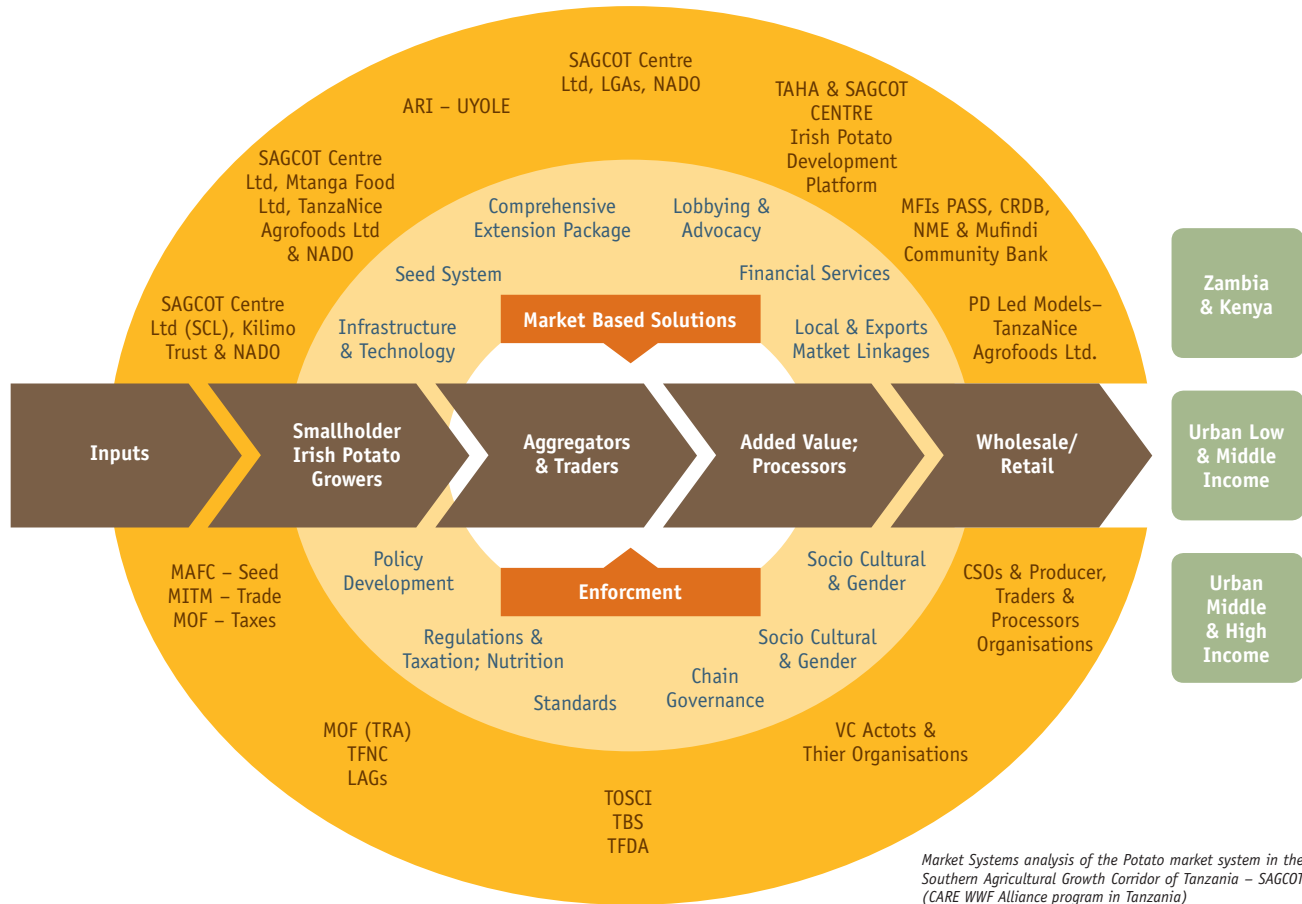 SAGCOT Centre
Ltd, LGAs, NADO
ARI – UYOLE
TAHA & SAGCOT
CENTRE
Irish Potato
Development
Platform
SAGCOT Centre
Ltd, Mtanga Food
Ltd, TanzaNice
Agrofoods Ltd
& NADO
MFIs PASS, CRDB,
NME & Mufindi
Community Bank
SAGCOT Centre
Ltd (SCL), Kilimo
Trust & NADO
PD Led Models–
TanzaNice
Agrofoods Ltd.
Comprehensive
Extension Package
Lobbying &
Advocacy
Seed System
Financial Services
Infrastructure
& Technology
Market Based Solutions
Local & Exports
Matket Linkages
Zambia
& Kenya
Inputs
Smallholder
Irish Potato
Growers
Aggregators
& Traders
Added Value;
Processors
Wholesale/
Retail
Urban Low
& Middle
Income
Policy
Development
Enforcment
Socio Cultural
& Gender
Regulations &
Taxation; Nutrition
Socio Cultural
& Gender
Standards
Chain
Governance
MAFC – Seed
MITM – Trade
MOF – Taxes
CSOs & Producer,
Traders &
Processors
Organisations
Urban
Middle
& High
Income
MOF (TRA)
TFNC
LAGs
VC Actots &
Thier Organisations
TOSCI
TBS
TFDA
Market Systems analysis of the Potato market system in the
Southern Agricultural Growth Corridor of Tanzania – SAGCOT
(CARE WWF Alliance program in Tanzania)